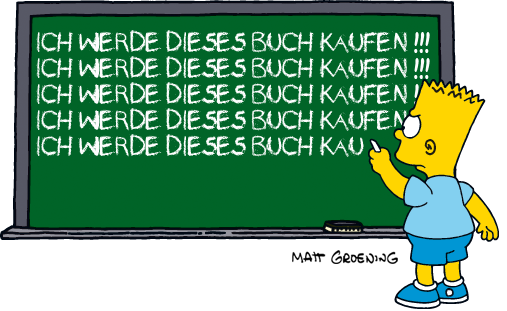 ICH WERDE DIESES BUCH KAUFEN !!!
ICH WERDE DIESES BUCH KAUFEN !!!
ICH WERDE DIESES BUCH KAUFEN !
ICH WERDE DIESES BUCH KAUFEN
ICH WERDE DIESES BUCH KAU
MATT GROENING